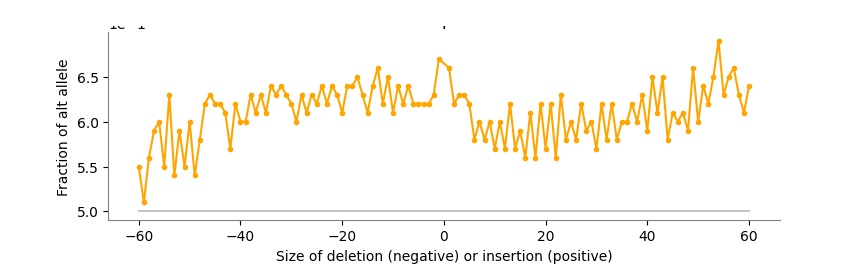 6.5
6.0
5.5
5.0
Fraction of alt allele
−60 −40 −20 0 20 40 60
Size of deletion (negative) or insertion (positive)